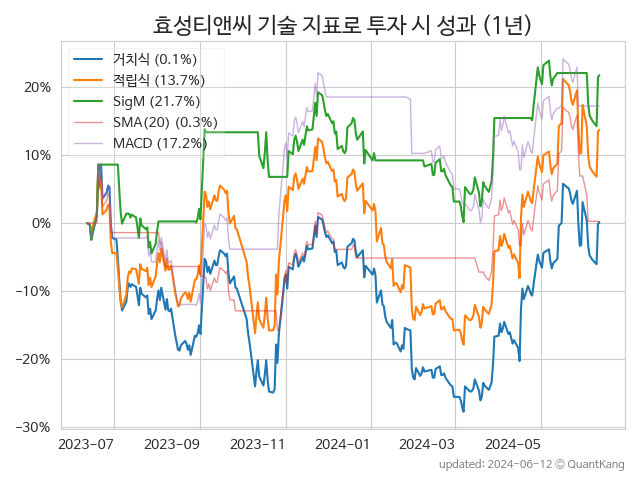 효성티앤씨 기술 지표로 투자 시 성과 (1년)
거치식 (0.1%)
적립식 (13.7%)
SigM (21.7%)
SMA(20) (0.3%)
MACD (17.2%)
20%
10%
0%
−10%
−20%
−30%
2023-07
2023-09
2023-11
2024-01
2024-03
2024-05
updated: 2024-06-12 © QuantKang